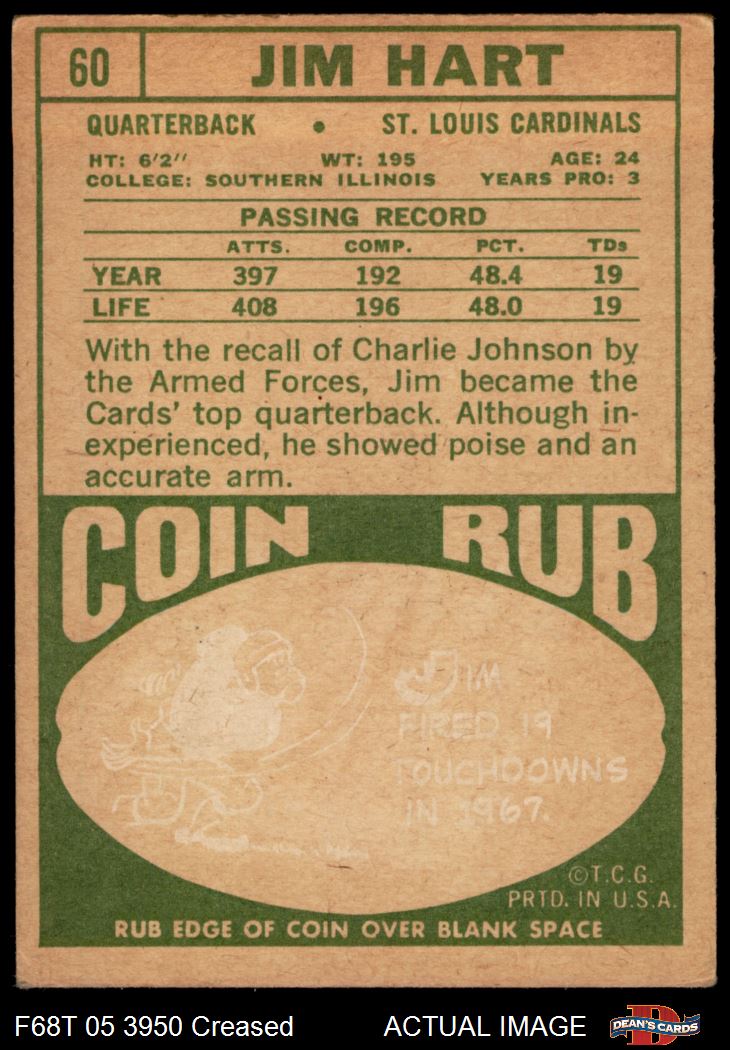 60 JIM HART
QUARTERBACK • ST. LOUIS CARDINALS
HT: 6'2'' WT: 195 AGE: 24
COLLEGE: SOUTHERN ILLINOIS YEARS PRO: 3
PASSING RECORD
ATTS. COMP. PCT. TDs
YEAR 397 192 48.4 19
LIFE 408 196 48.0 19
With the recall of Charlie Johnson by
the Armed Forces, Jim became the
Cards' top quarterback. Although in-
experienced, he showed poise and an
accurate arm.
COIN RUB
JIM
FIRED 19
TOUCHDOWNS
IN 1967.
©T.C.G.
PRTD. IN U.S.A.
RUB EDGE OF COIN OVER BLANK SPACE
F68T 05 3950 Creased ACTUAL IMAGE DEAN'S CARDS